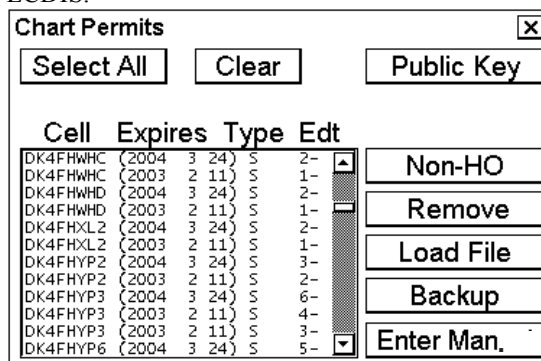 Chart Permits
Select All Clear Public Key
Cell Expires Type Edt
DK4FHWHC (2004 3 24) S 2-
DK4FHWHC (2003 2 11) S 1-
DK4FHWHD (2004 3 24) S 2-
DK4FHWHD (2003 2 11) S 1-
DK4FHXL2 (2004 3 24) S 2-
DK4FHXL2 (2003 2 11) S 1-
DK4FHYP2 (2004 3 24) S 3-
DK4FHYP2 (2003 2 11) S 2-
DK4FHYP3 (2004 3 24) S 6-
DK4FHYP3 (2003 2 11) S 4-
DK4FHYP3 (2003 2 11) S 3-
DK4FHYP6 (2004 3 24) S 5-
Non-HO
Remove
Load File
Backup
Enter Man.